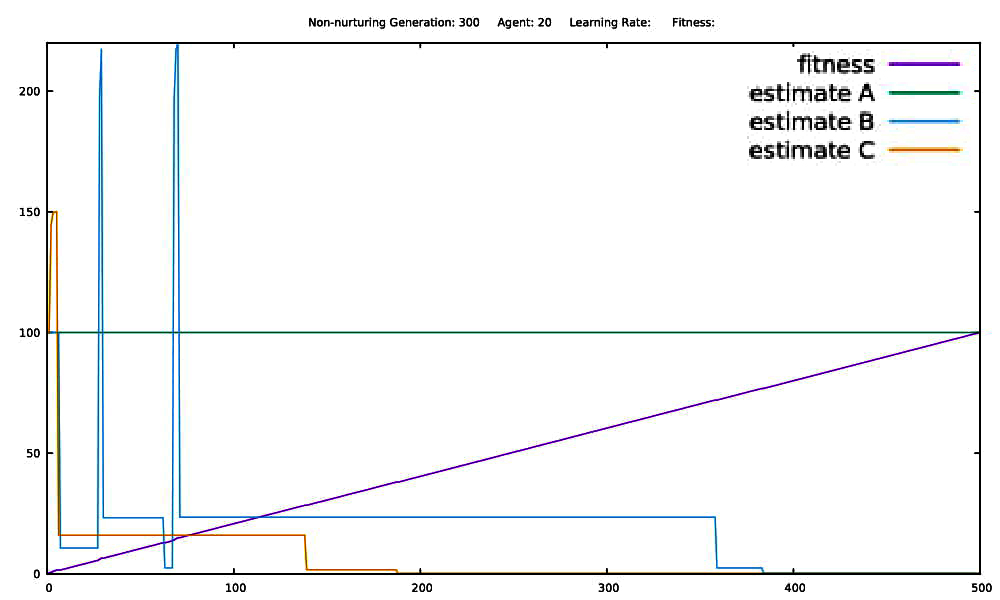 Non-nurturing Generation: 300 Agent: 20 Learning Rate: Fitness:
fitness
estimate A
estimate B
estimate C
200
150
100
50
0
0 100 200 300 400 500